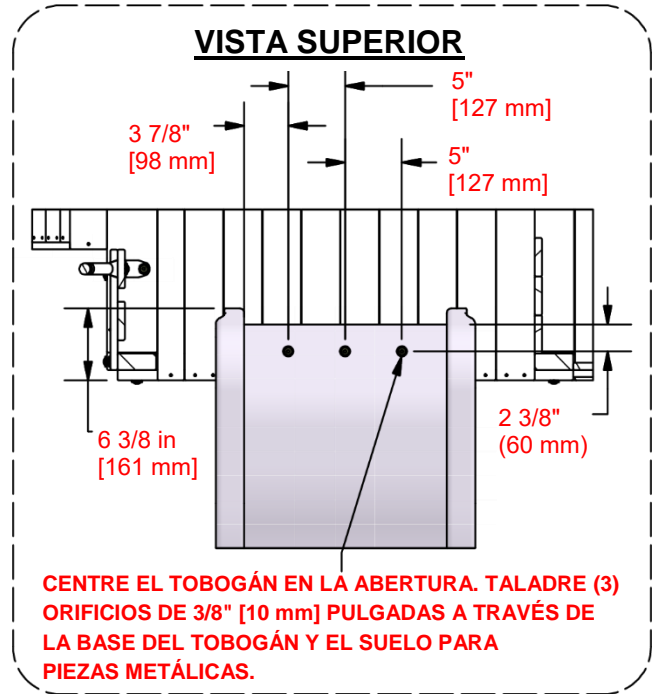 VISTA SUPERIOR
5"
[127 mm]
3 7/8"
[98 mm]
5"
[127 mm]
6 3/8 in
[161 mm]
2 3/8"
(60 mm)
CENTRE EL TOBOGÁN EN LA ABERTURA. TALADRE (3)
ORIFICIOS DE 3/8" [10 mm] PULGADAS A TRAVÉS DE
LA BASE DEL TOBOGÁN Y EL SUELO PARA
PIEZAS METÁLICAS.